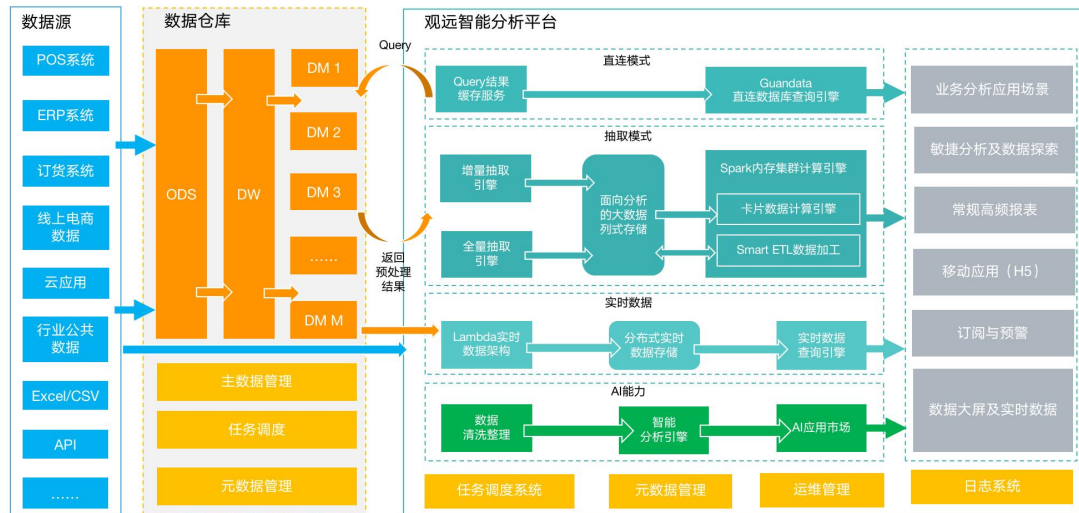 数据源
POS系统
ERP系统
订货系统
线上电商
数据
云应用
行业公共
数据
Excel/CSV
API
……
数据仓库
ODS
DW
DM 1
DM 2
DM 3
……
DM M
主数据管理
任务调度
元数据管理
Query
返回
预处理
结果
观远智能分析平台
直连模式
Query结果
缓存服务
Guandata
直连数据库查询引擎
抽取模式
增量抽取
引擎
全量抽取
引擎
面向分析
的大数据
列式存储
Spark内存集群计算引擎
卡片数据计算引擎
Smart ETL数据加工
实时数据
Lambda实时
数据架构
分布式实时
数据存储
实时数据
查询引擎
AI能力
数据
清洗整理
智能
分析引擎
AI应用市场
任务调度系统
元数据管理
运维管理
业务分析应用场景
敏捷分析及数据探索
常规高频报表
移动应用（H5）
订阅与预警
数据大屏及实时数据
日志系统